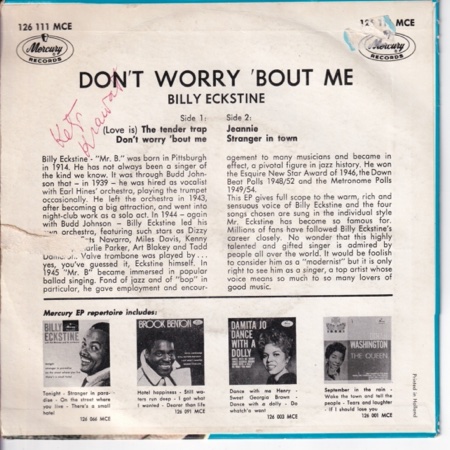 126 111 MCE
126 11 MCE
Mercury
RECORDS
Mercury
RECORDS
DON'T WORRY 'BOUT ME
BILLY ECKSTINE
Side 1:
(Love is) The tender trap
Don't worry 'bout me
Side 2:
Jeannie
Stranger in town
Billy Eckstine - "Mr. B." was born in Pittsburgh
in 1914. He has not always been a singer of
the kind we know. It was through Budd John-
son that – in 1939 – he was hired as vocalist
with Earl Hines' orchestra, playing the trumpet
occasionally. He left the orchestra in 1943,
after becoming a big attraction, and went into
night-club work as a solo act. In 1944 – again
with Budd Johnson – Billy Eckstine led his
own orchestra, featuring such stars as Dizzy
Navarro, Miles Davis, Kenny
Charlie Parker, Art Blakey and Todd
Valve trombone was played by . . .
yes, you've guessed it, Eckstine himself. In
1945 "Mr B" became immersed in popular
ballad singing. Fond of jazz and of "bop" in
particular, he gave employment and encour-
agement to many musicians and became in
effect, a pivotal figure in jazz history. He won
the Esquire New Star Award of 1946, the Down
Beat Polls 1948/52 and the Metronome Polls
1949/54.
This EP gives full scope to the warm, rich and
sensuous voice of Billy Eckstine and the four
songs chosen are sung in the individual style
Mr. Eckstine has become so famous for.
Millions of fans have followed Billy Eckstine's
career closely. No wonder that this highly
talented and gifted singer is admired by
people all over the world. It would be foolish
to consider him as a "modernist" but it is only
right to see him as a singer, a top artist whose
voice means so much to so many lovers of
good music.
Mercury EP repertoire includes:
BILLY
ECKSTINE
Tonight - Stranger in para-
dise - On the street where
you line - There's a small
hotel
126 066 MCE
BROOK BENTON
Hotel happiness - Still wa-
ters run deep - I got what
I wanted - Dearer than life
126 091 MCE
DAMITA JO
DANCE
WITH A
DOLLY
Dance with me Henry -
Sweet Georgia Brown -
Dance with a dolly - Do
whatch'a want
126 003 MCE
WASHINGTON
THE QUEEN
September in the rain -
Wake the town and tell the
people - Tears and laughter
- If I should lose you
126 001 MCE
Printed in Holland